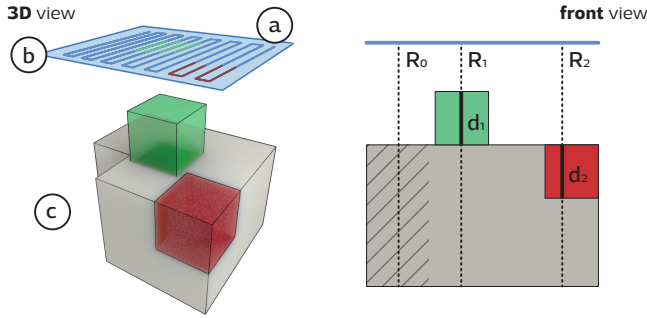 3D view
front view
a
b
c
R₀
R₁
R₂
d₁
d₂